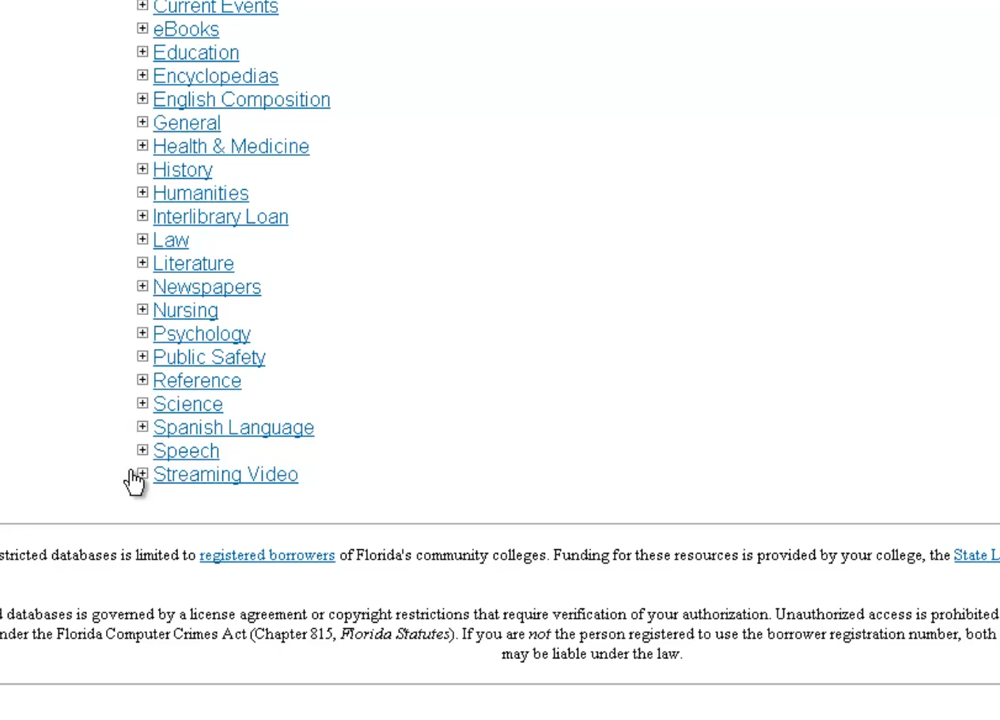 Current Events
eBooks
Education
Encyclopedias
English Composition
General
Health & Medicine
History
Humanities
Interlibrary Loan
Law
Literature
Newspapers
Nursing
Psychology
Public Safety
Reference
Science
Spanish Language
Speech
Streaming Video
stricted databases is limited to registered borrowers of Florida's community colleges. Funding for these resources is provided by your college, the State L
d databases is governed by a license agreement or copyright restrictions that require verification of your authorization. Unauthorized access is prohibited
nder the Florida Computer Crimes Act (Chapter 815, Florida Statutes). If you are not the person registered to use the borrower registration number, both
may be liable under the law.